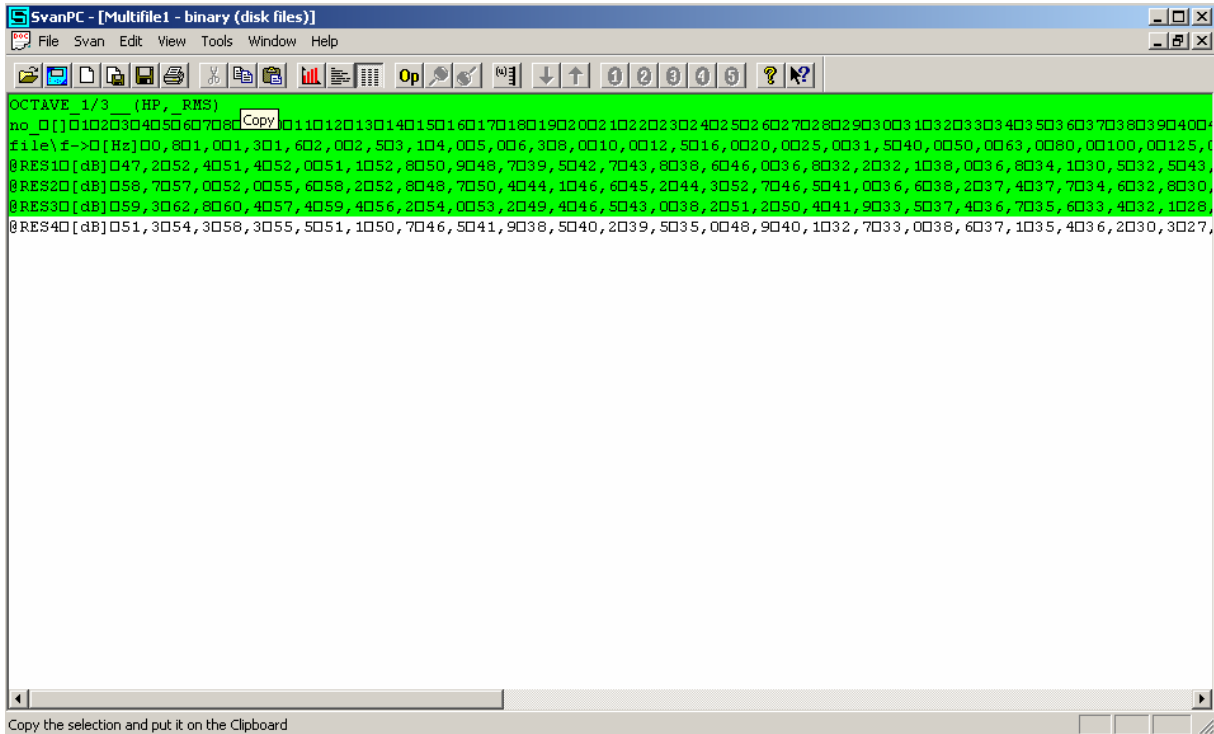 SvanPC - [Multifile1 - binary (disk files)]
File Svan Edit View Tools Window Help
Op 1 2 3 4 5
OCTAVE_1/3__(HP,_RMS)
no_□[]□1□2□3□4□5□6□7□8□ Copy □11□12□13□14□15□16□17□18□19□20□21□22□23□24□25□26□27□28□29□30□31□32□33□34□35□36□37□38□39□40□4
file\f->□[Hz]□0,8□1,0□1,3□1,6□2,0□2,5□3,1□4,0□5,0□6,3□8,0□10,0□12,5□16,0□20,0□25,0□31,5□40,0□50,0□63,0□80,0□100,0□125,0
@RES1□[dB]□47,2□52,4□51,4□52,0□51,1□52,8□50,9□48,7□39,5□42,7□43,8□38,6□46,0□36,8□32,2□32,1□38,0□36,8□34,1□30,5□32,5□43,
@RES2□[dB]□58,7□57,0□52,0□55,6□58,2□52,8□48,7□50,4□44,1□46,6□45,2□44,3□52,7□46,5□41,0□36,6□38,2□37,4□37,7□34,6□32,8□30,
@RES3□[dB]□59,3□62,8□60,4□57,4□59,4□56,2□54,0□53,2□49,4□46,5□43,0□38,2□51,2□50,4□41,9□33,5□37,4□36,7□35,6□33,4□32,1□28,
@RES4□[dB]□51,3□54,3□58,3□55,5□51,1□50,7□46,5□41,9□38,5□40,2□39,5□35,0□48,9□40,1□32,7□33,0□38,6□37,1□35,4□36,2□30,3□27,
Copy the selection and put it on the Clipboard